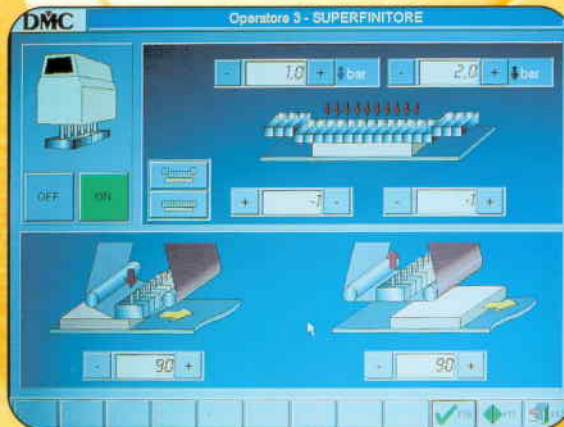 DMC
Operatore 3 - SUPERFINITORE
- 1,0 + bar - 2,0 + bar
OFF ON
+ -1 - - -1 +
- 90 + - 90 +